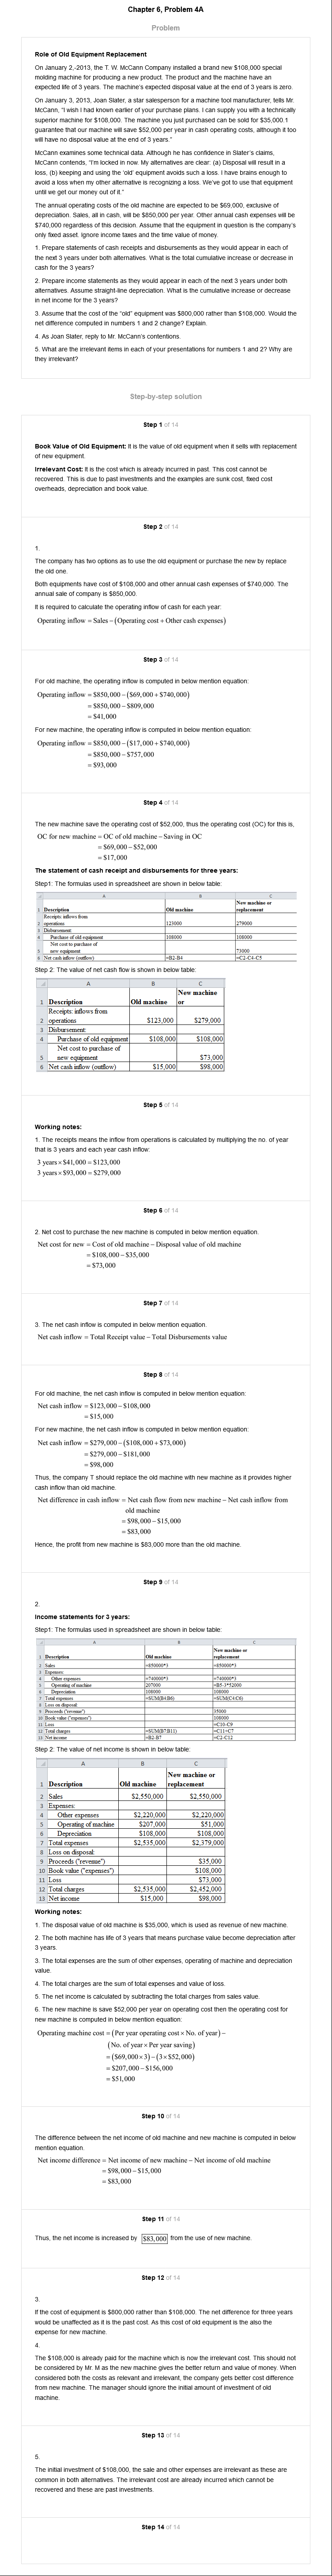 Chapter 6, Problem 4A
Problem
Role of Old Equipment Replacement
On January 2,-2013, the T. W. McCann Company installed a brand new $108,000 special
molding machine for producing a new product. The product and the machine have an
expected life of 3 years. The machine's expected disposal value at the end of 3 years is zero.
On January 3, 2013, Joan Slater, a star salesperson for a machine tool manufacturer, tells Mr.
McCann, "I wish I had known earlier of your purchase plans. I can supply you with a technically
superior machine for $108,000. The machine you just purchased can be sold for $35,000.1
guarantee that our machine will save $52,000 per year in cash operating costs, although it too
will have no disposal value at the end of 3 years."
McCann examines some technical data. Although he has confidence in Slater's claims,
McCann contends, "I'm locked in now. My alternatives are clear: (a) Disposal will result in a
loss, (b) keeping and using the 'old' equipment avoids such a loss. I have brains enough to
avoid a loss when my other alternative is recognizing a loss. We've got to use that equipment
until we get our money out of it."
The annual operating costs of the old machine are expected to be $69,000, exclusive of
depreciation. Sales, all in cash, will be $850,000 per year. Other annual cash expenses will be
$740,000 regardless of this decision. Assume that the equipment in question is the company's
only fixed asset. Ignore income taxes and the time value of money.
1. Prepare statements of cash receipts and disbursements as they would appear in each of
the next 3 years under both alternatives. What is the total cumulative increase or decrease in
cash for the 3 years?
2. Prepare income statements as they would appear in each of the next 3 years under both
alternatives. Assume straight-line depreciation. What is the cumulative increase or decrease
in net income for the 3 years?
3. Assume that the cost of the "old" equipment was $800,000 rather than $108,000. Would the
net difference computed in numbers 1 and 2 change? Explain.
4. As Joan Slater, reply to Mr. McCann's contentions.
5. What are the irrelevant items in each of your presentations for numbers 1 and 2? Why are
they irrelevant?
Step-by-step solution
Step 1 of 14
Book Value of Old Equipment: It is the value of old equipment when it sells with replacement
of new equipment.
Irrelevant Cost: It is the cost which is already incurred in past. This cost cannot be
recovered. This is due to past investments and the examples are sunk cost, fixed cost
overheads, depreciation and book value.
Step 2 of 14
1.
The company has two options as to use the old equipment or purchase the new by replace
the old one.
Both equipments have cost of $108,000 and other annual cash expenses of $740,000. The
annual sale of company is $850,000.
It is required to calculate the operating inflow of cash for each year:
Operating inflow = Sales − (Operating cost + Other cash expenses)
Step 3 of 14
For old machine, the operating inflow is computed in below mention equation:
Operating inflow = $850,000 − ($69,000 + $740,000)
= $850,000 − $809,000
= $41,000
For new machine, the operating inflow is computed in below mention equation:
Operating inflow = $850,000 − ($17,000 + $740,000)
= $850,000 − $757,000
= $93,000
Step 4 of 14
The new machine save the operating cost of $52,000, thus the operating cost (OC) for this is,
OC for new machine = OC of old machine − Saving in OC
= $69,000 − $52,000
= $17,000
The statement of cash receipt and disbursements for three years:
Step1: The formulas used in spreadsheet are shown in below table:
A B C
1 Description Old machine New machine or replacement
2 Receipts: inflows from operations 123000 279000
3 Disbursement:
4 Purchase of old equipment 108000 108000
5 Net cost to purchase of new equipment 73000
6 Net cash inflow (outflow) =B2-B4 =C2-C4-C5
Step 2: The value of net cash flow is shown in below table:
A B C
1 Description Old machine New machine or
2 Receipts: inflows from operations $123,000 $279,000
3 Disbursement:
4 Purchase of old equipment $108,000 $108,000
5 Net cost to purchase of new equipment $73,000
6 Net cash inflow (outflow) $15,000 $98,000
Step 5 of 14
Working notes:
1. The receipts means the inflow from operations is calculated by multiplying the no. of year
that is 3 years and each year cash inflow:
3 years × $41,000 = $123,000
3 years × $93,000 = $279,000
Step 6 of 14
2. Net cost to purchase the new machine is computed in below mention equation.
Net cost for new = Cost of old machine − Disposal value of old machine
= $108,000 − $35,000
= $73,000
Step 7 of 14
3. The net cash inflow is computed in below mention equation.
Net cash inflow = Total Receipt value − Total Disbursements value
Step 8 of 14
For old machine, the net cash inflow is computed in below mention equation:
Net cash inflow = $123,000 − $108,000
= $15,000
For new machine, the net cash inflow is computed in below mention equation:
Net cash inflow = $279,000 − ($108,000 + $73,000)
= $279,000 − $181,000
= $98,000
Thus, the company T should replace the old machine with new machine as it provides higher
cash inflow than old machine.
Net difference in cash inflow = Net cash flow from new machine − Net cash inflow from
old machine
= $98,000 − $15,000
= $83,000
Hence, the profit from new machine is $83,000 more than the old machine.
Step 9 of 14
2.
Income statements for 3 years:
Step1: The formulas used in spreadsheet are shown in below table:
A B C
1 Description Old machine New machine or replacement
2 Sales =850000*3 =850000*3
3 Expenses:
4 Other expenses =740000*3 =740000*3
5 Operating of machine 207000 =B5-3*52000
6 Depreciation 108000 108000
7 Total expenses =SUM(B4:B6) =SUM(C4:C6)
8 Loss on disposal:
9 Proceeds ("revenue") 35000
10 Book value ("expenses") 108000
11 Loss =C10-C9
12 Total charges =SUM(B7:B11) =C11+C7
13 Net income =B2-B7 =C2-C12
Step 2: The value of net income is shown in below table:
A B C
1 Description Old machine New machine or replacement
2 Sales $2,550,000 $2,550,000
3 Expenses:
4 Other expenses $2,220,000 $2,220,000
5 Operating of machine $207,000 $51,000
6 Depreciation $108,000 $108,000
7 Total expenses $2,535,000 $2,379,000
8 Loss on disposal:
9 Proceeds ("revenue") $35,000
10 Book value ("expenses") $108,000
11 Loss $73,000
12 Total charges $2,535,000 $2,452,000
13 Net income $15,000 $98,000
Working notes:
1. The disposal value of old machine is $35,000, which is used as revenue of new machine.
2. The both machine has life of 3 years that means purchase value become depreciation after
3 years.
3. The total expenses are the sum of other expenses, operating of machine and depreciation
value.
4. The total charges are the sum of total expenses and value of loss.
5. The net income is calculated by subtracting the total charges from sales value.
6. The new machine is save $52,000 per year on operating cost then the operating cost for
new machine is computed in below mention equation:
Operating machine cost = (Per year operating cost × No. of year) −
(No. of year × Per year saving)
= ($69,000 × 3) − (3 × $52,000)
= $207,000 − $156,000
= $51,000
Step 10 of 14
The difference between the net income of old machine and new machine is computed in below
mention equation.
Net income difference = Net income of new machine − Net income of old machine
= $98,000 − $15,000
= $83,000
Step 11 of 14
Thus, the net income is increased by $83,000 from the use of new machine.
Step 12 of 14
3.
If the cost of equipment is $800,000 rather than $108,000. The net difference for three years
would be unaffected as it is the past cost. As this cost of old equipment is the also the
expense for new machine.
4.
The $108,000 is already paid for the machine which is now the irrelevant cost. This should not
be considered by Mr. M as the new machine gives the better return and value of money. When
considered both the costs as relevant and irrelevant, the company gets better cost difference
from new machine. The manager should ignore the initial amount of investment of old
machine.
Step 13 of 14
5.
The initial investment of $108,000, the sale and other expenses are irrelevant as these are
common in both alternatives. The irrelevant cost are already incurred which cannot be
recovered and these are past investments.
Step 14 of 14